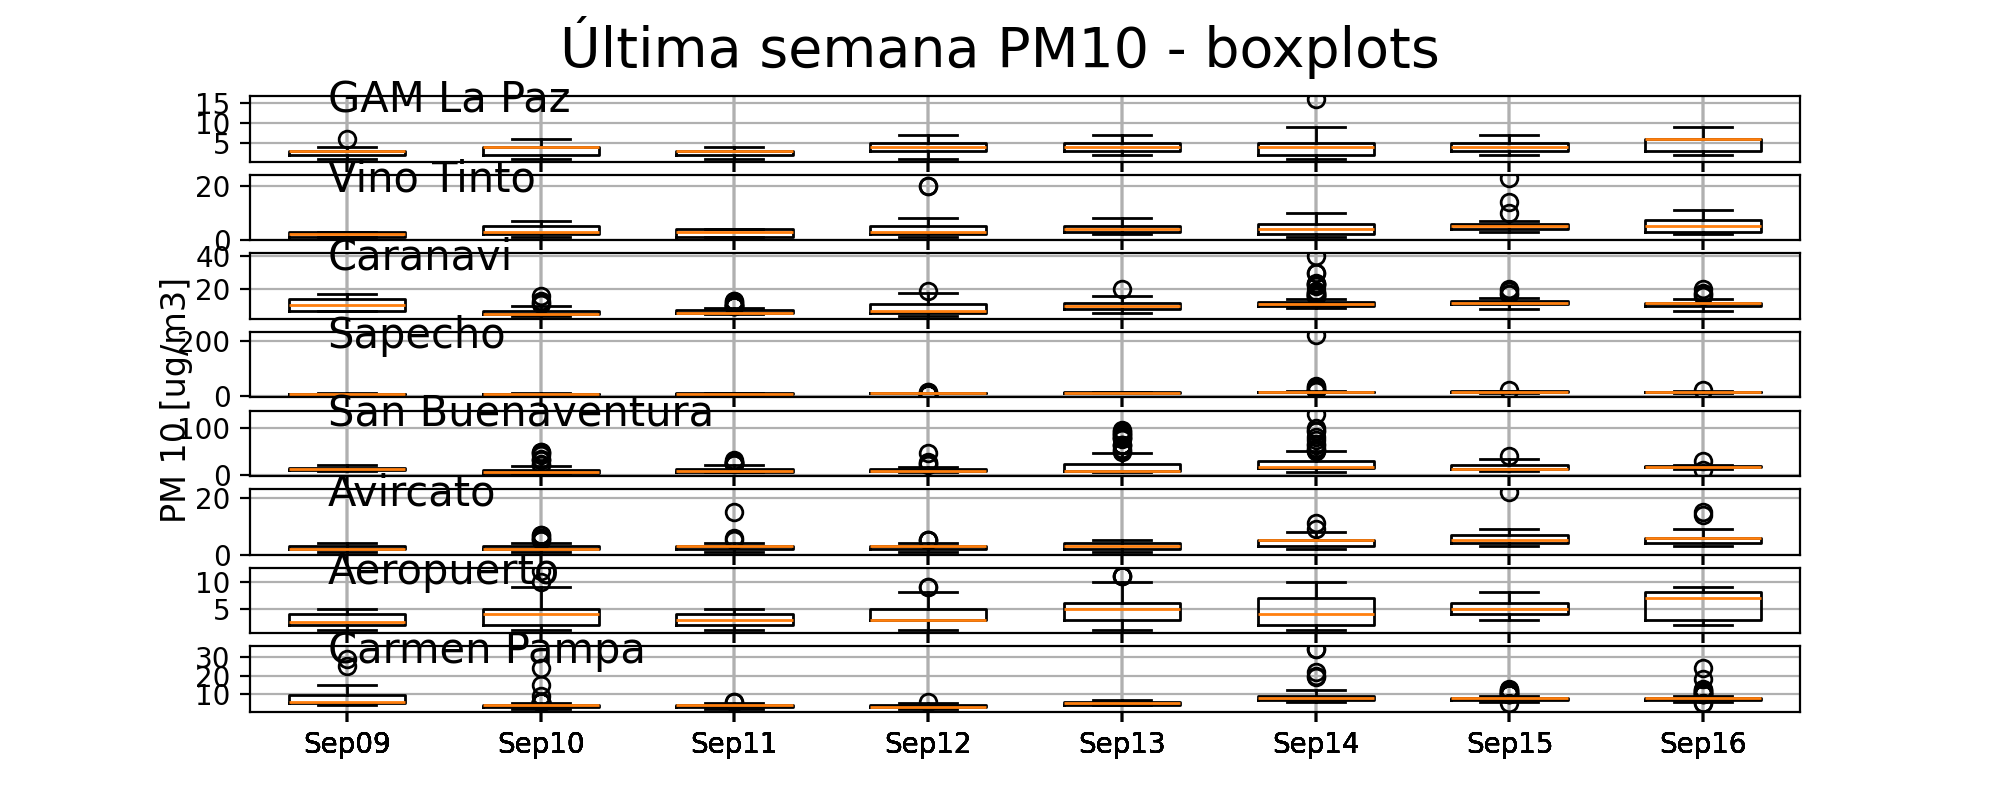 Última semana PM10 - boxplots
GAM La Paz
15
10
5
Vino Tinto
20
0
Caranavi
40
20
Sapecho
200
0
PM 10 [ug/m3]
San Buenaventura
100
0
Avircato
20
0
Aeropuerto
10
5
Carmen Pampa
30
20
10
Sep09 Sep10 Sep11 Sep12 Sep13 Sep14 Sep15 Sep16